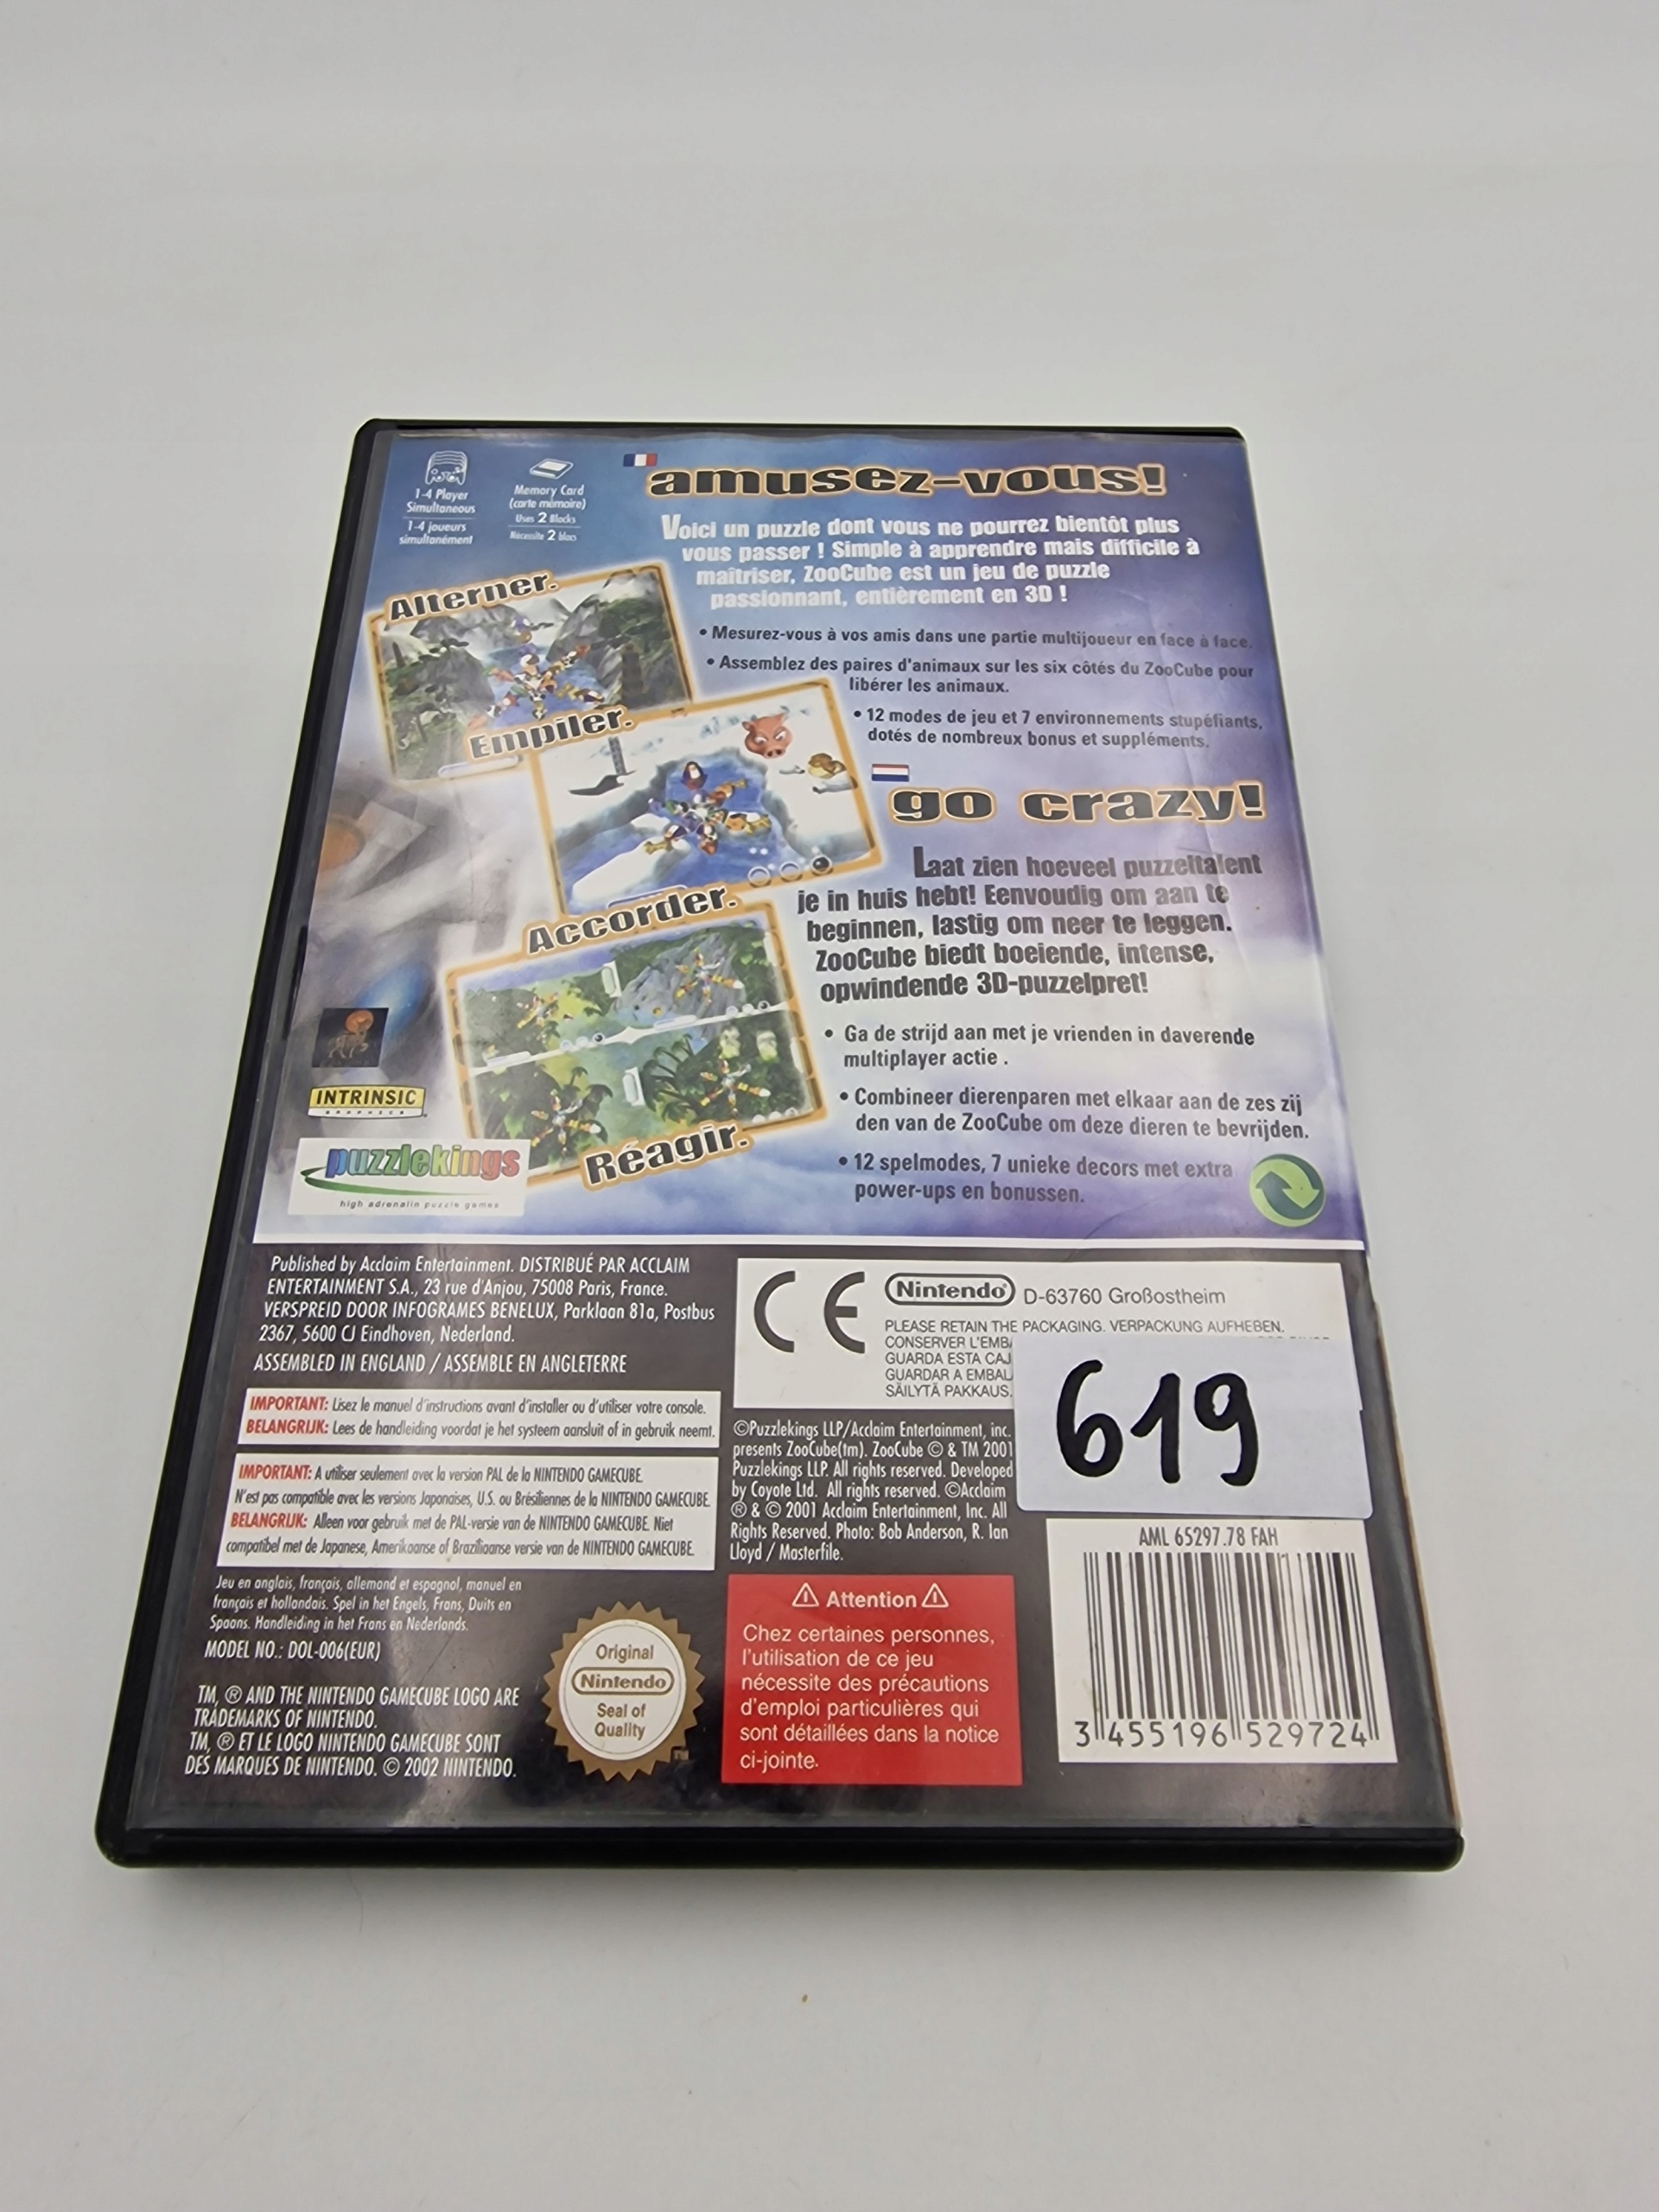 1-4 Player
Simultaneous
1-4 joueurs
simultanément
Memory Card
(carte mémoire)
Uses 2 Blocks
Nécessite 2 blocs
amusez-vous!
Voici un puzzle dont vous ne pourrez bientôt plus
vous passer ! Simple à apprendre mais difficile à
maîtriser, ZooCube est un jeu de puzzle
passionnant, entièrement en 3D !
• Mesurez-vous à vos amis dans une partie multijoueur en face à face.
• Assemblez des paires d'animaux sur les six côtés du ZooCube pour
libérer les animaux.
• 12 modes de jeu et 7 environnements stupéfiants,
dotés de nombreux bonus et suppléments.
Alterner.
Empiler.
Accorder.
Réagir.
go crazy!
Laat zien hoeveel puzzeltalent
je in huis hebt! Eenvoudig om aan te
beginnen, lastig om neer te leggen.
ZooCube biedt boeiende, intense,
opwindende 3D-puzzelpret!
• Ga de strijd aan met je vrienden in daverende
multiplayer actie .
• Combineer dierenparen met elkaar aan de zes zij
den van de ZooCube om deze dieren te bevrijden.
• 12 spelmodes, 7 unieke decors met extra
power-ups en bonussen.
INTRINSIC
GRAPHICS
puzzlekings
high adrenalin puzzle games
Published by Acclaim Entertainment. DISTRIBUÉ PAR ACCLAIM
ENTERTAINMENT S.A., 23 rue d'Anjou, 75008 Paris, France.
VERSPREID DOOR INFOGRAMES BENELUX, Parklaan 81a, Postbus
2367, 5600 CJ Eindhoven, Nederland.
ASSEMBLED IN ENGLAND / ASSEMBLE EN ANGLETERRE
IMPORTANT: Lisez le manuel d'instructions avant d'installer ou d'utiliser votre console.
BELANGRIJK: Lees de handleiding voordat je het systeem aansluit of in gebruik neemt.
IMPORTANT: A utiliser seulement avec la version PAL de la NINTENDO GAMECUBE.
N'est pas compatible avec les versions Japonaises, U.S. ou Brésiliennes de la NINTENDO GAMECUBE.
BELANGRIJK: Alleen voor gebruik met de PAL-versie van de NINTENDO GAMECUBE. Niet
compatibel met de Japanese, Amerikaanse of Braziliaanse versie van de NINTENDO GAMECUBE.
Jeu en anglais, français, allemand et espagnol, manuel en
français et hollandais. Spel in het Engels, Frans, Duits en
Spaans. Handleiding in het Frans en Nederlands.
MODEL NO.: DOL-006(EUR)
TM, ® AND THE NINTENDO GAMECUBE LOGO ARE
TRADEMARKS OF NINTENDO.
TM, ® ET LE LOGO NINTENDO GAMECUBE SONT
DES MARQUES DE NINTENDO. © 2002 NINTENDO.
Original
Nintendo
Seal of
Quality
TM
CE
Nintendo® D-63760 Großostheim
PLEASE RETAIN THE PACKAGING. VERPACKUNG AUFHEBEN.
CONSERVER L'EMB
GUARDA ESTA CAJ
GUARDAR A EMBAL
SÄILYTÄ PAKKAUS.
619
©Puzzlekings LLP/Acclaim Entertainment, inc.
presents ZooCube(tm). ZooCube © & TM 2001
Puzzlekings LLP. All rights reserved. Developed
by Coyote Ltd. All rights reserved. ©Acclaim
® & © 2001 Acclaim Entertainment, Inc. All
Rights Reserved. Photo: Bob Anderson, R. Ian
Lloyd / Masterfile.
⚠ Attention ⚠
Chez certaines personnes,
l'utilisation de ce jeu
nécessite des précautions
d'emploi particulières qui
sont détaillées dans la notice
ci-jointe.
AML 65297.78 FAH
3 455196 529724